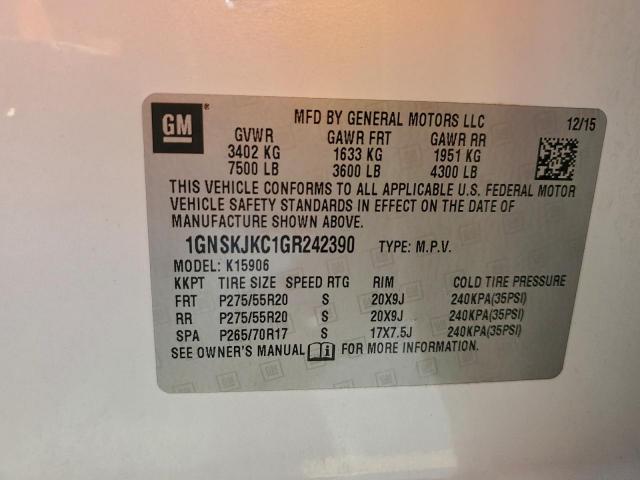 GM
MFD BY GENERAL MOTORS LLC
12/15
GVWR GAWR FRT GAWR RR
3402 KG 1633 KG 1951 KG
7500 LB 3600 LB 4300 LB
THIS VEHICLE CONFORMS TO ALL APPLICABLE U.S. FEDERAL MOTOR
VEHICLE SAFETY STANDARDS IN EFFECT ON THE DATE OF
MANUFACTURE SHOWN ABOVE.
1GNSKJKC1GR242390 TYPE: M.P.V.
MODEL: K15906
KKPT TIRE SIZE SPEED RTG RIM COLD TIRE PRESSURE
FRT P275/55R20 S 20X9J 240KPA(35PSI)
RR P275/55R20 S 20X9J 240KPA(35PSI)
SPA P265/70R17 S 17X7.5J 240KPA(35PSI)
SEE OWNER'S MANUAL FOR MORE INFORMATION.